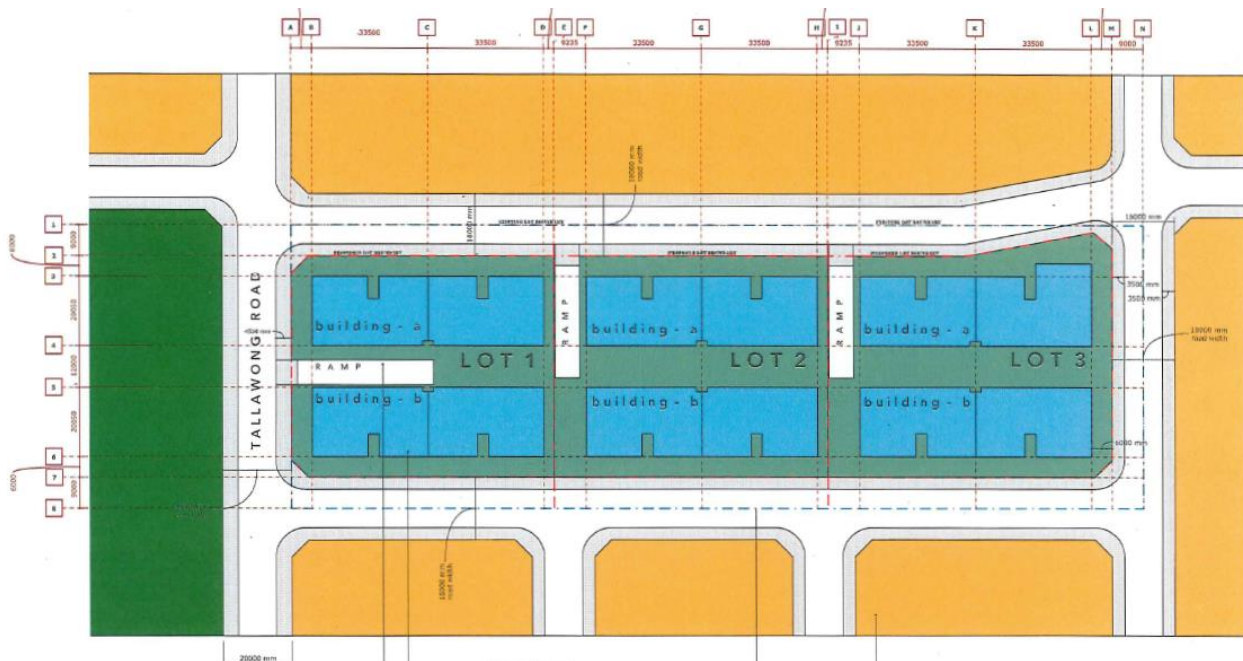 A B C D E F G H I J K L M N
33500 33500 9235 33500 33500 9235 33500 33500 9000
18000 mm
road width
14000 mm
18000 mm
1
9000
6000
2
3
3500 mm
3500 mm
20050
TALLAWONG ROAD
building - a
RAMP
building - a
RAMP
building - a
18000 mm
road width
4
12000
RAMP
LOT 1
LOT 2
LOT 3
5
building - b
building - b
building - b
20050
6
6000 mm
6000
7
9000
8
18000 mm
road width
20000 mm